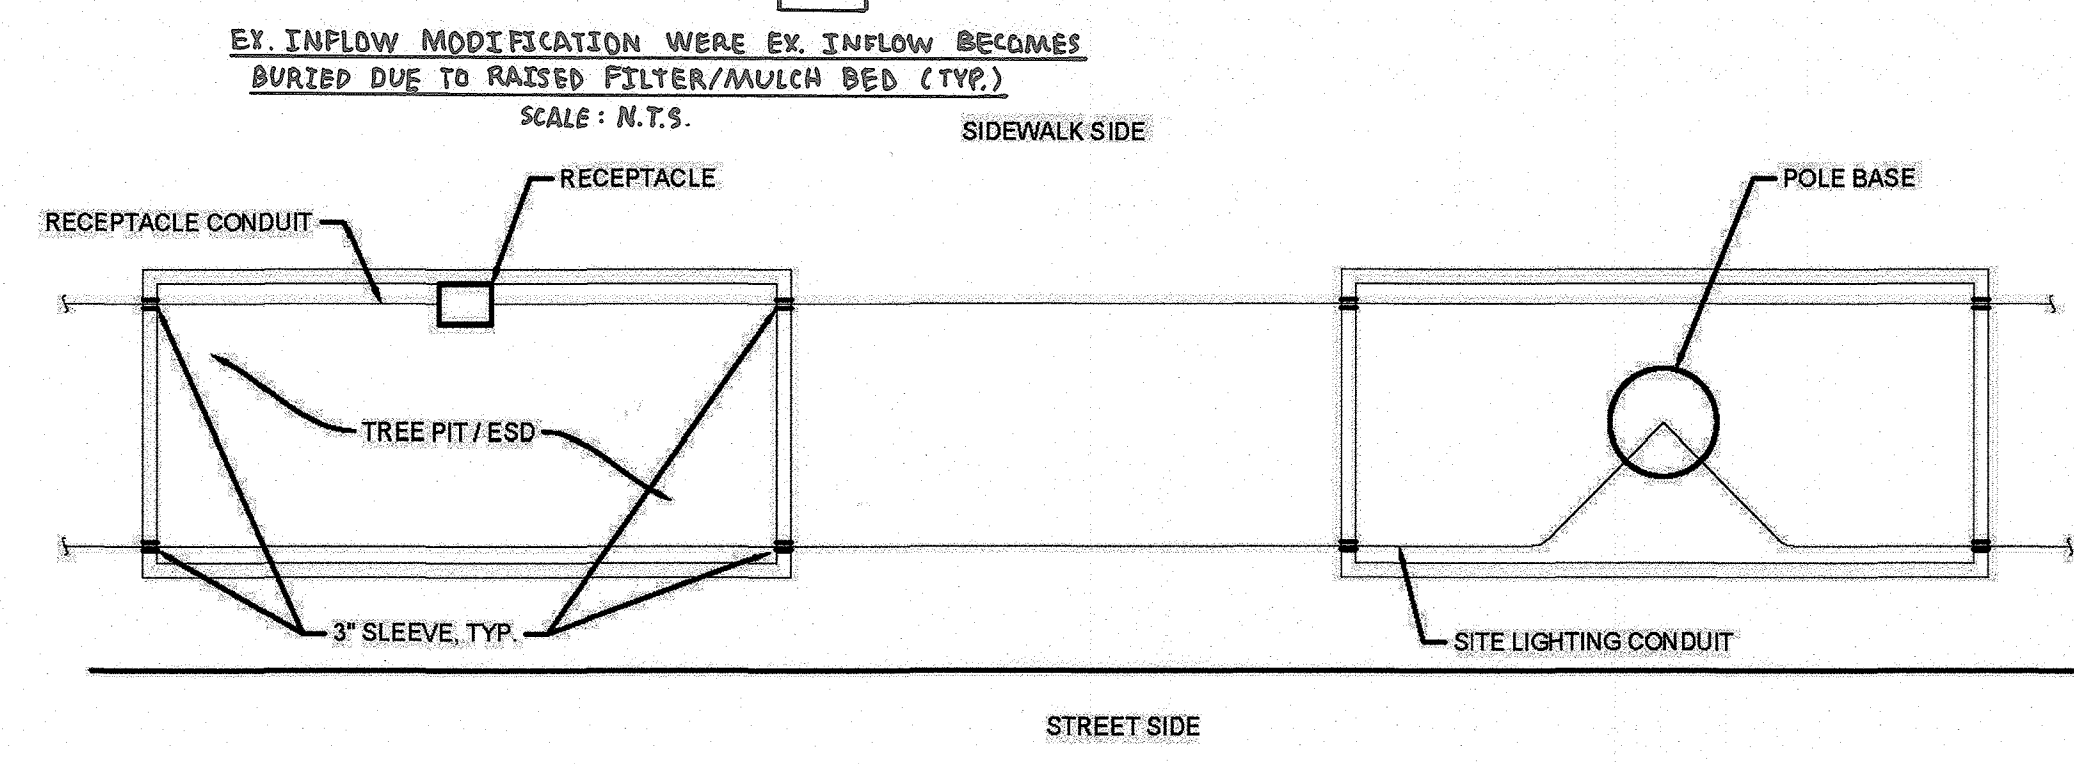 EX. INFLOW MODIFICATION WERE EX. INFLOW BECOMES
BURIED DUE TO RAISED FILTER/MULCH BED (TYP.)
SCALE: N.T.S.
SIDEWALK SIDE
RECEPTACLE
POLE BASE
RECEPTACLE CONDUIT
TREE PIT / ESD
3" SLEEVE, TYP.
SITE LIGHTING CONDUIT
STREET SIDE